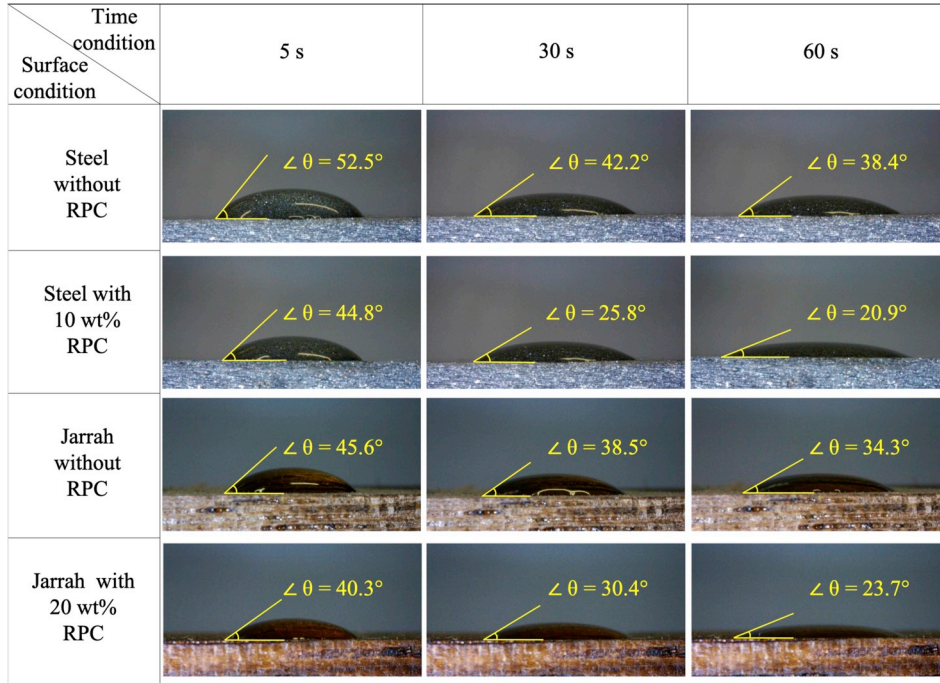 Time
condition
Surface
condition
5 s
30 s
60 s
Steel
without
RPC
∠ θ = 52.5°
∠ θ = 42.2°
∠ θ = 38.4°
Steel with
10 wt%
RPC
∠ θ = 44.8°
∠ θ = 25.8°
∠ θ = 20.9°
Jarrah
without
RPC
∠ θ = 45.6°
∠ θ = 38.5°
∠ θ = 34.3°
Jarrah with
20 wt%
RPC
∠ θ = 40.3°
∠ θ = 30.4°
∠ θ = 23.7°